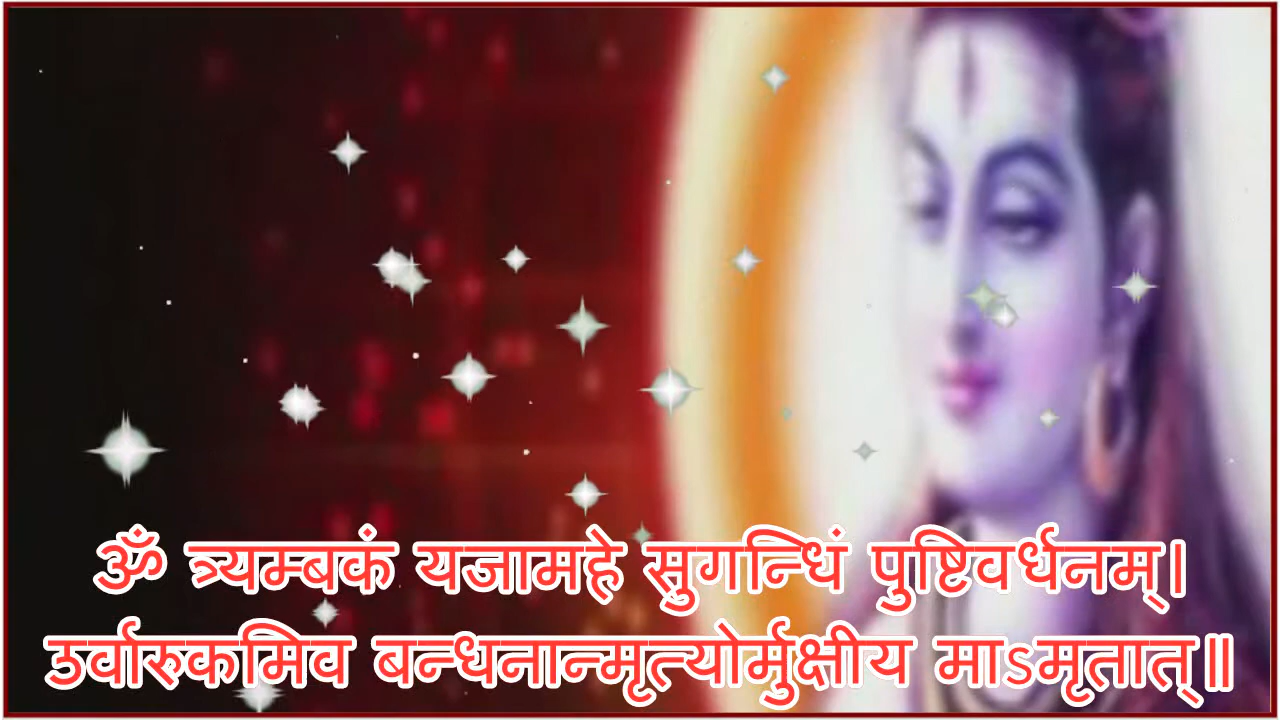 ॐ त्र्यम्बकं यजामहे सुगन्धिं पुष्टिवर्धनम्।
उर्वारुकमिव बन्धनान्मृत्योर्मुक्षीय माऽमृतात्॥